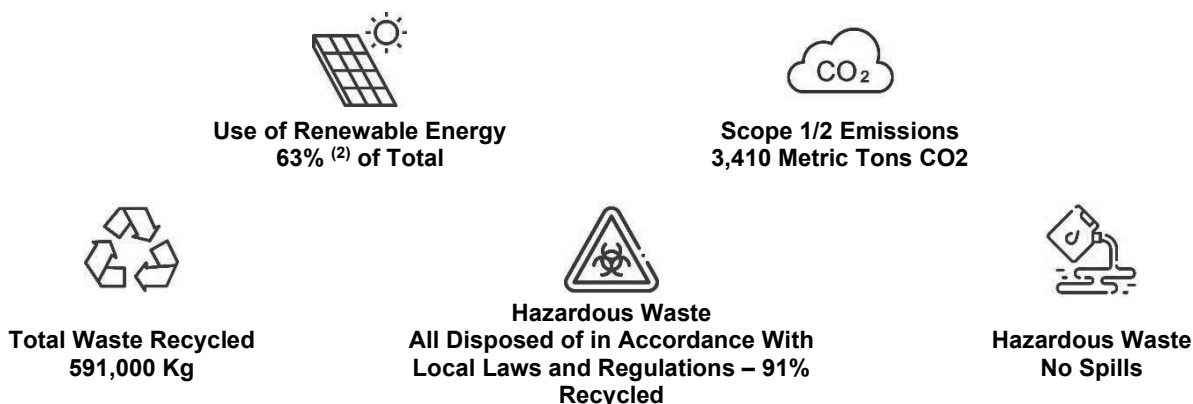 CO2
Use of Renewable Energy
63% (2) of Total
Scope 1/2 Emissions
3,410 Metric Tons CO2
Total Waste Recycled
591,000 Kg
Hazardous Waste
All Disposed of in Accordance With
Local Laws and Regulations – 91%
Recycled
Hazardous Waste
No Spills